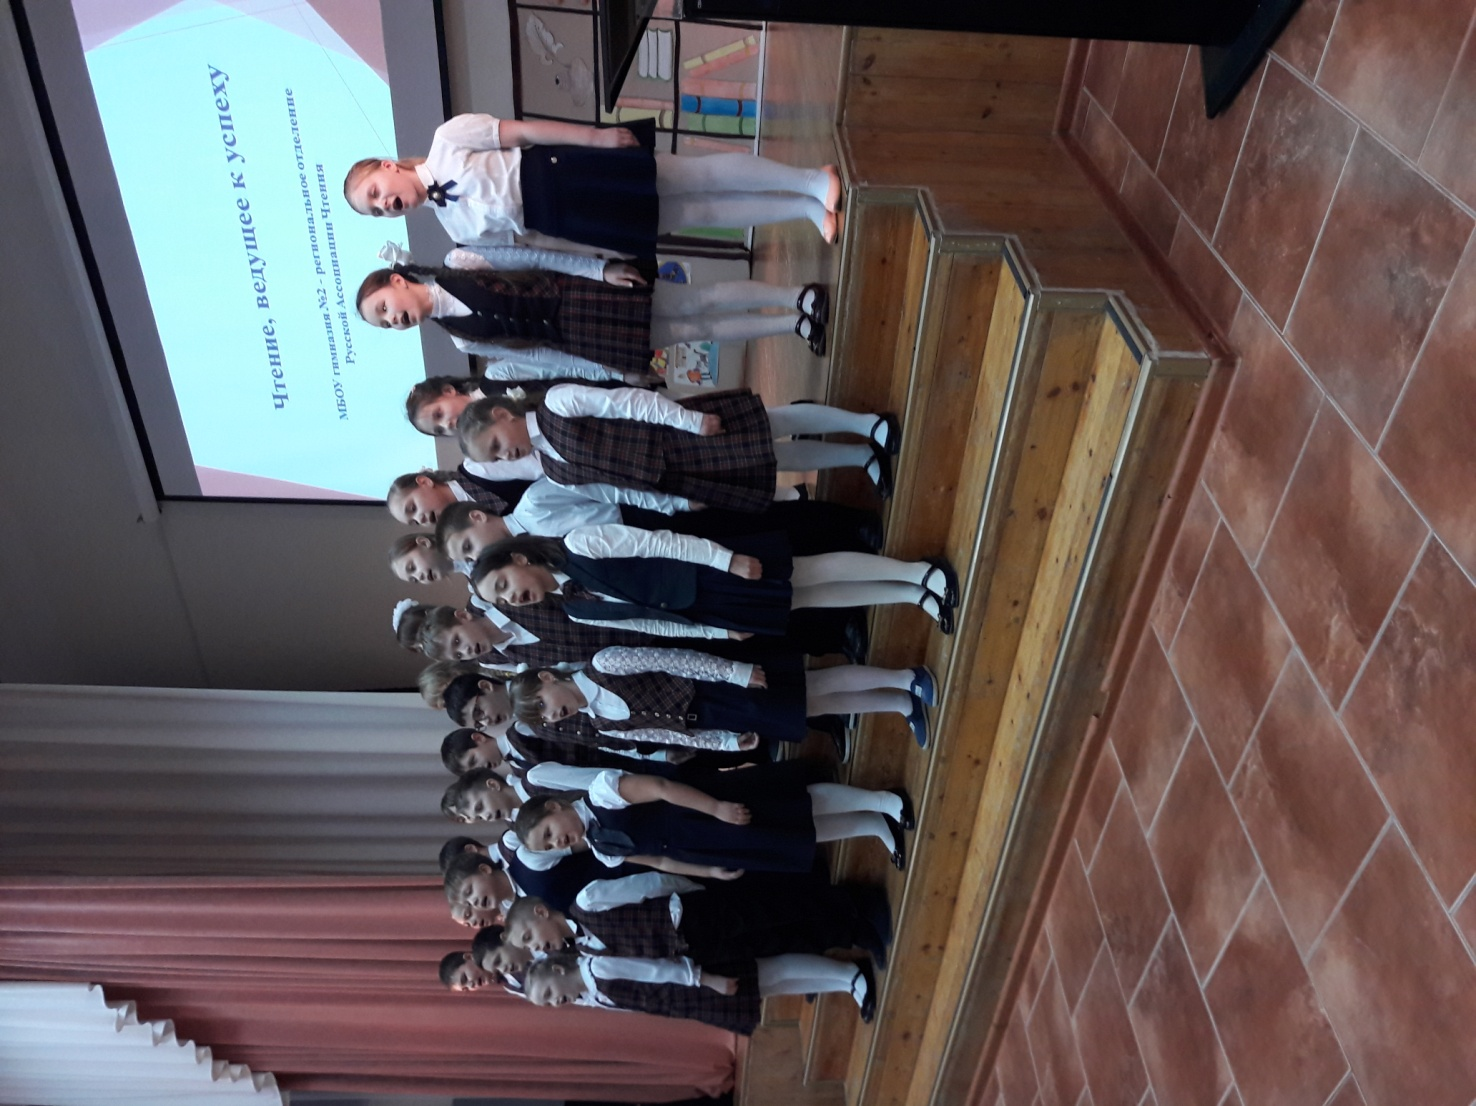 Чтение, ведущее к успеху
МБОУ гимназия №2 - региональное отделение
Русской Ассоциации Чтения